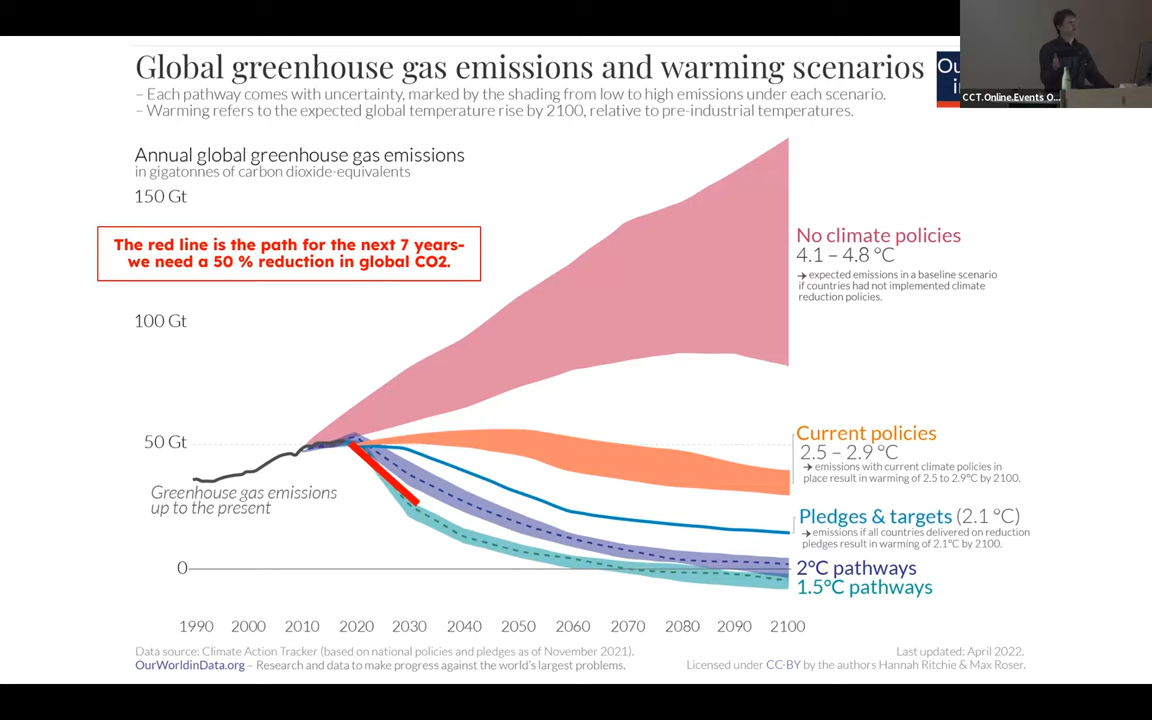 Global greenhouse gas emissions and warming scenarios
– Each pathway comes with uncertainty, marked by the shading from low to high emissions under each scenario.
– Warming refers to the expected global temperature rise by 2100, relative to pre-industrial temperatures.
CCT.Online.Events O...
Annual global greenhouse gas emissions
in gigatonnes of carbon dioxide-equivalents
150 Gt
The red line is the path for the next 7 years-
we need a 50 % reduction in global CO2.
100 Gt
50 Gt
0
Greenhouse gas emissions
up to the present
No climate policies
4.1 – 4.8 °C
→ expected emissions in a baseline scenario
if countries had not implemented climate
reduction policies.
Current policies
2.5 – 2.9 °C
→ emissions with current climate policies in
place result in warming of 2.5 to 2.9°C by 2100.
Pledges & targets (2.1 °C)
→ emissions if all countries delivered on reduction
pledges result in warming of 2.1°C by 2100.
2°C pathways
1.5°C pathways
1990 2000 2010 2020 2030 2040 2050 2060 2070 2080 2090 2100
Data source: Climate Action Tracker (based on national policies and pledges as of November 2021).
OurWorldinData.org – Research and data to make progress against the world's largest problems.
Last updated: April 2022.
Licensed under CC-BY by the authors Hannah Ritchie & Max Roser.